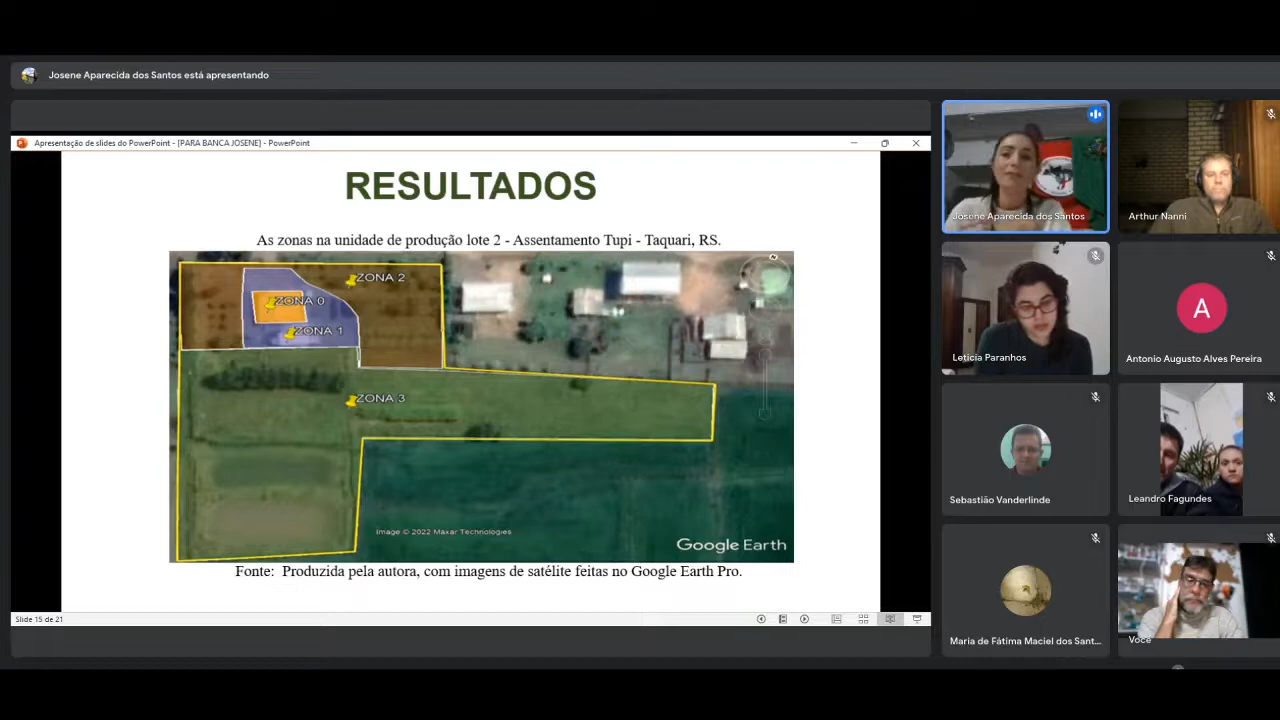 Josene Aparecida dos Santos está apresentando
Apresentação de slides do PowerPoint - [PARA BANCA JOSENE] - PowerPoint
RESULTADOS
As zonas na unidade de produção lote 2 - Assentamento Tupi - Taquari, RS.
N
ZONA 2
ZONA 0
ZONA 1
ZONA 3
Image © 2022 Maxar Technologies
Google Earth
Fonte: Produzida pela autora, com imagens de satélite feitas no Google Earth Pro.
Slide 15 de 21
Josene Aparecida dos Santos
Arthur Nanni
Leticia Paranhos
A
Antonio Augusto Alves Pereira
Sebastião Vanderlinde
Leandro Fagundes
Maria de Fátima Maciel dos Sant...
Você